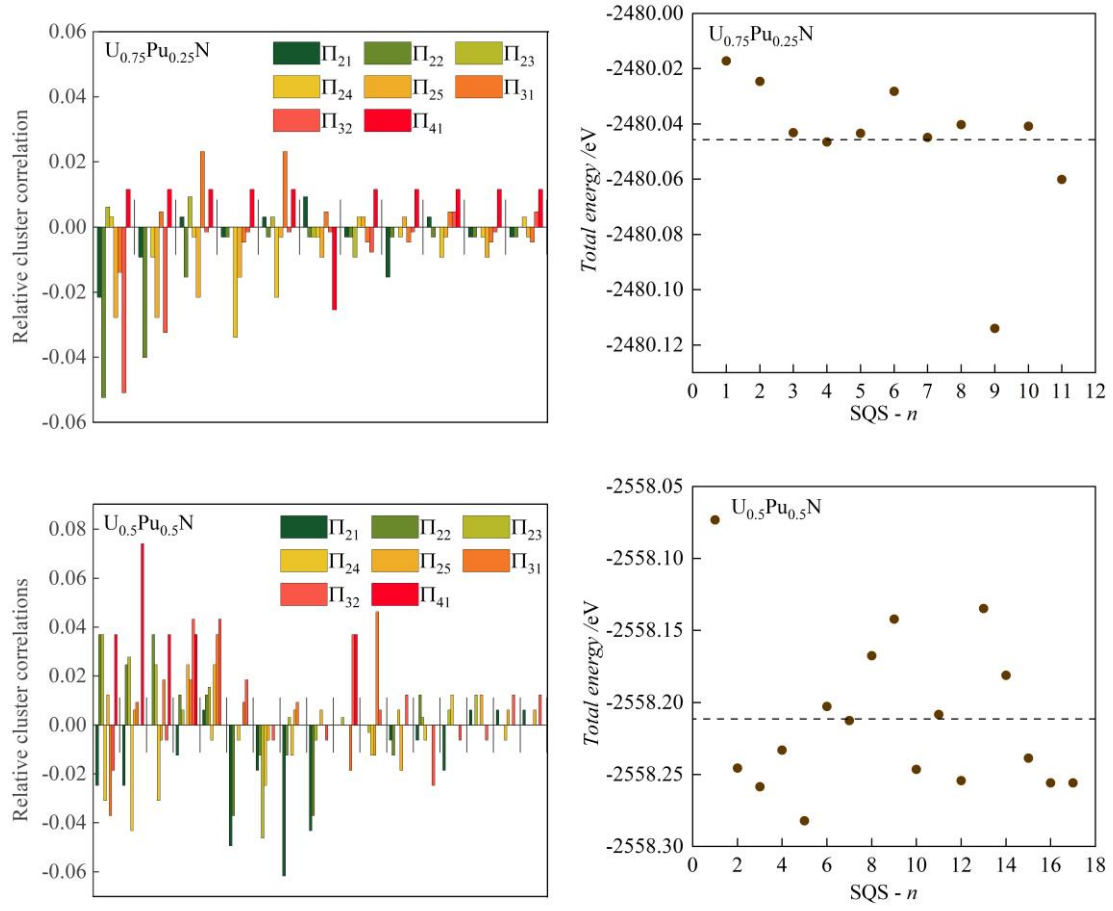 U0.75Pu0.25N
Π21 Π22 Π23
Π24 Π25 Π31
Π32 Π41
Relative cluster correlation
0.06
0.04
0.02
0.00
-0.02
-0.04
-0.06
U0.75Pu0.25N
Total energy /eV
-2480.00
-2480.02
-2480.04
-2480.06
-2480.08
-2480.10
-2480.12
0 1 2 3 4 5 6 7 8 9 10 11 12
SQS - n
U0.5Pu0.5N
Π21 Π22 Π23
Π24 Π25 Π31
Π32 Π41
Relative cluster correlations
0.08
0.06
0.04
0.02
0.00
-0.02
-0.04
-0.06
U0.5Pu0.5N
Total energy /eV
-2558.05
-2558.10
-2558.15
-2558.20
-2558.25
-2558.30
0 2 4 6 8 10 12 14 16 18
SQS - n